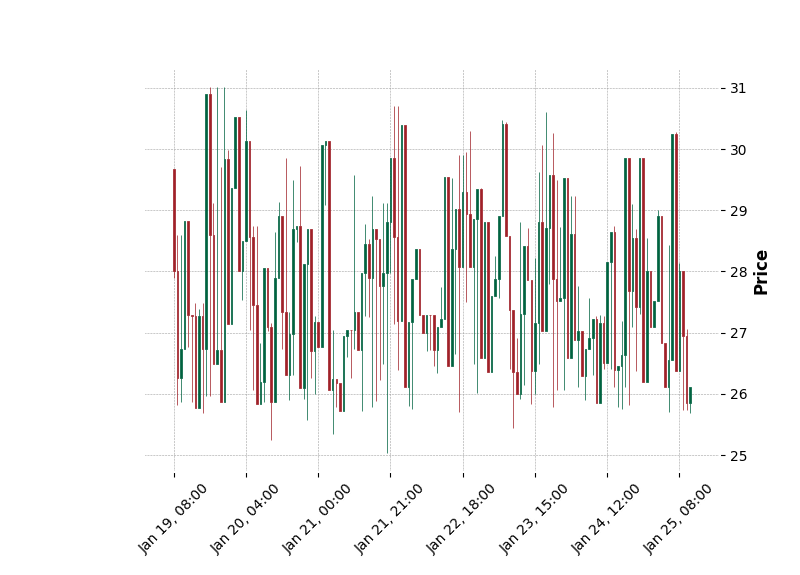 31
30
29
28
27
26
25
Price
Jan 19, 08:00
Jan 20, 04:00
Jan 21, 00:00
Jan 21, 21:00
Jan 22, 18:00
Jan 23, 15:00
Jan 24, 12:00
Jan 25, 08:00